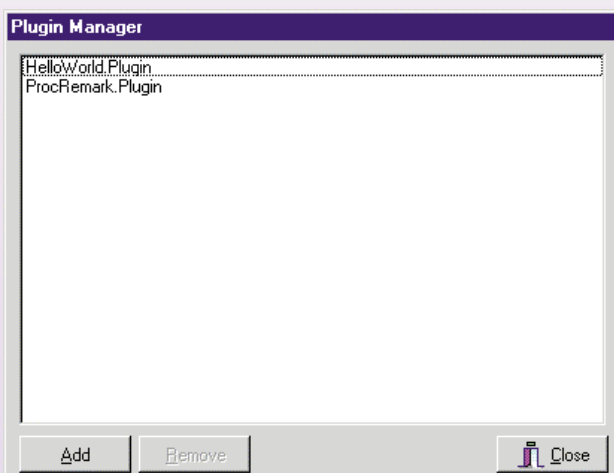 Plugin Manager
HelloWorld.Plugin
ProcRemark.Plugin
Add
Remove
Close